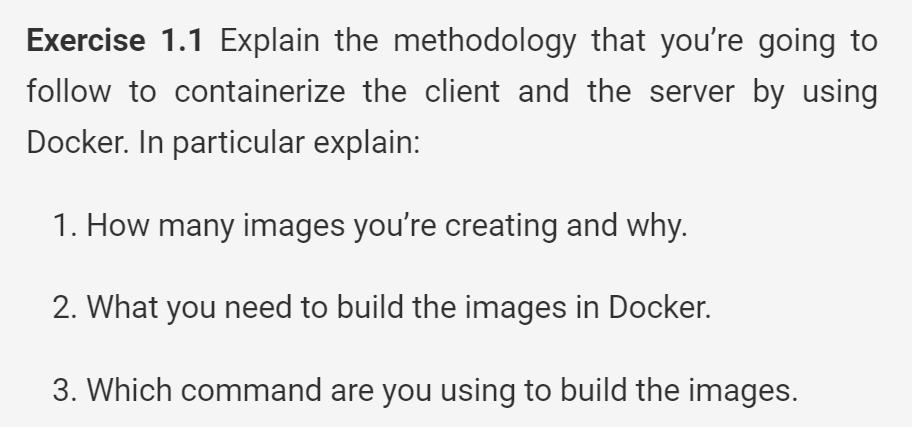 Exercise 1.1 Explain the methodology that you're going to
follow to containerize the client and the server by using
Docker. In particular explain:
1. How many images you're creating and why.
2. What you need to build the images in Docker.
3. Which command are you using to build the images.